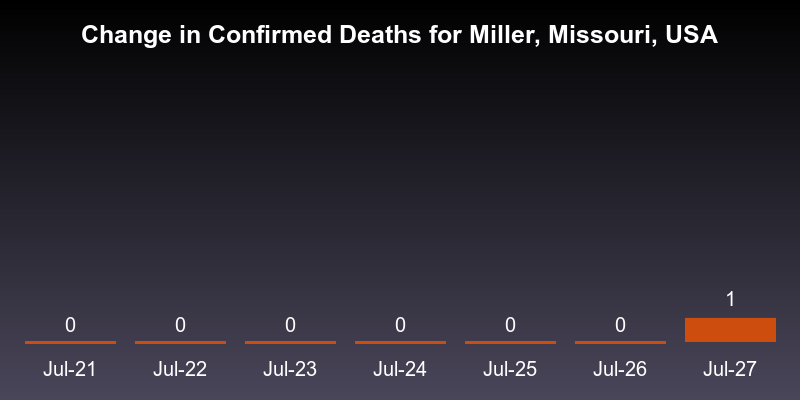 Change in Confirmed Deaths for Miller, Missouri, USA
0 0 0 0 0 0 1
Jul-21 Jul-22 Jul-23 Jul-24 Jul-25 Jul-26 Jul-27